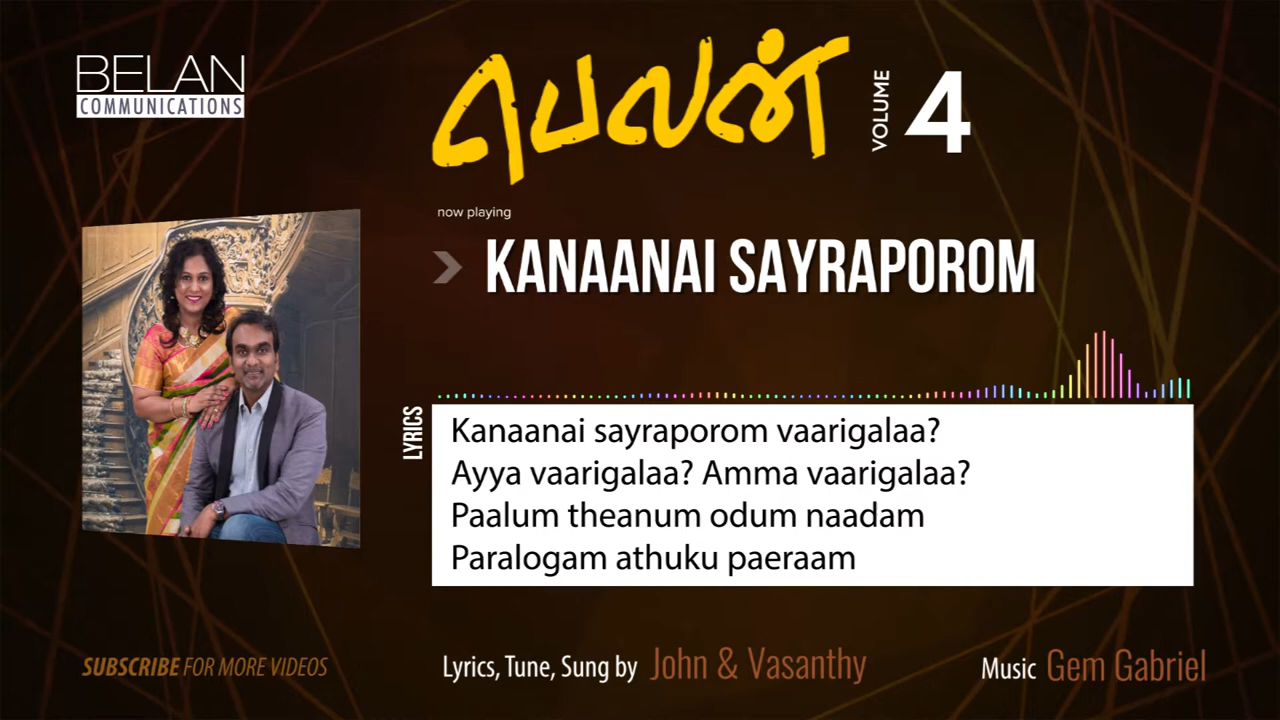 BELAN
COMMUNICATIONS
பெலன்
VOLUME 4
now playing
KANAANAI SAYRAPOROM
LYRICS
Kanaanai sayraporom vaarigalaa?
Ayya vaarigalaa? Amma vaarigalaa?
Paalum theanum odum naadam
Paralogam athuku paeraam
SUBSCRIBE FOR MORE VIDEOS
Lyrics, Tune, Sung by John & Vasanthy
Music Gem Gabriel